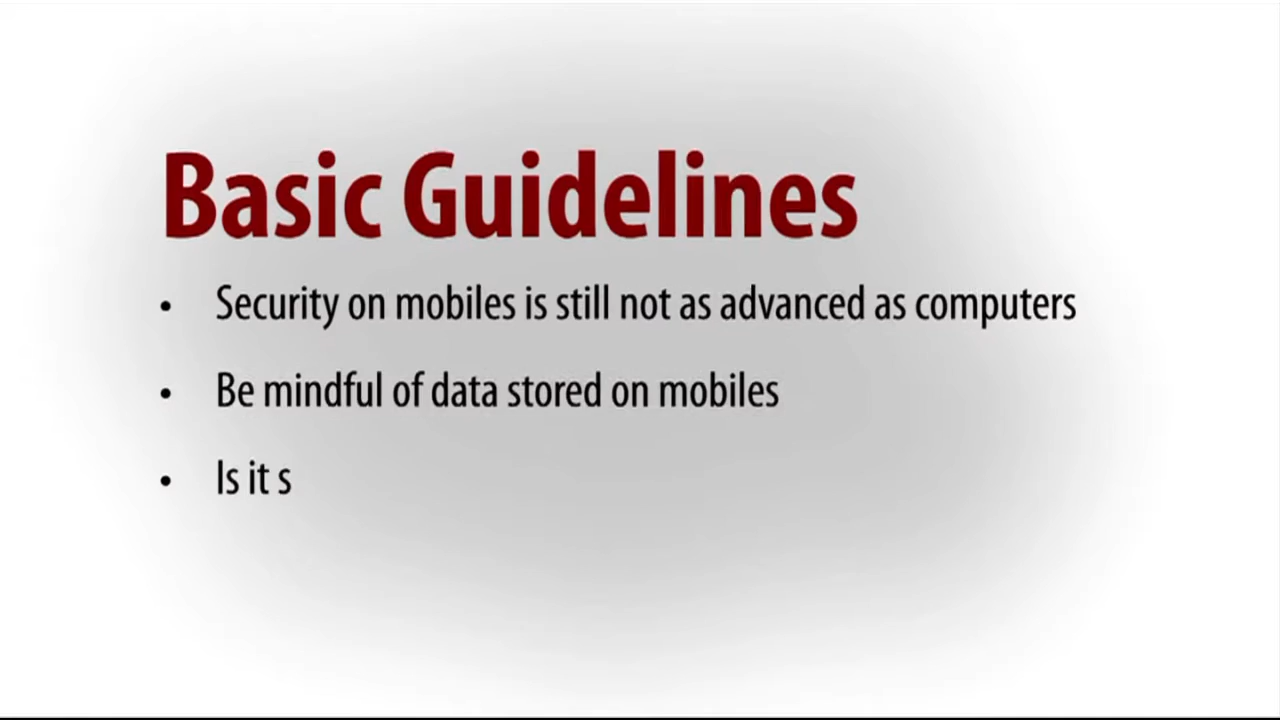 Basic Guidelines
• Security on mobiles is still not as advanced as computers
• Be mindful of data stored on mobiles
• Is it s